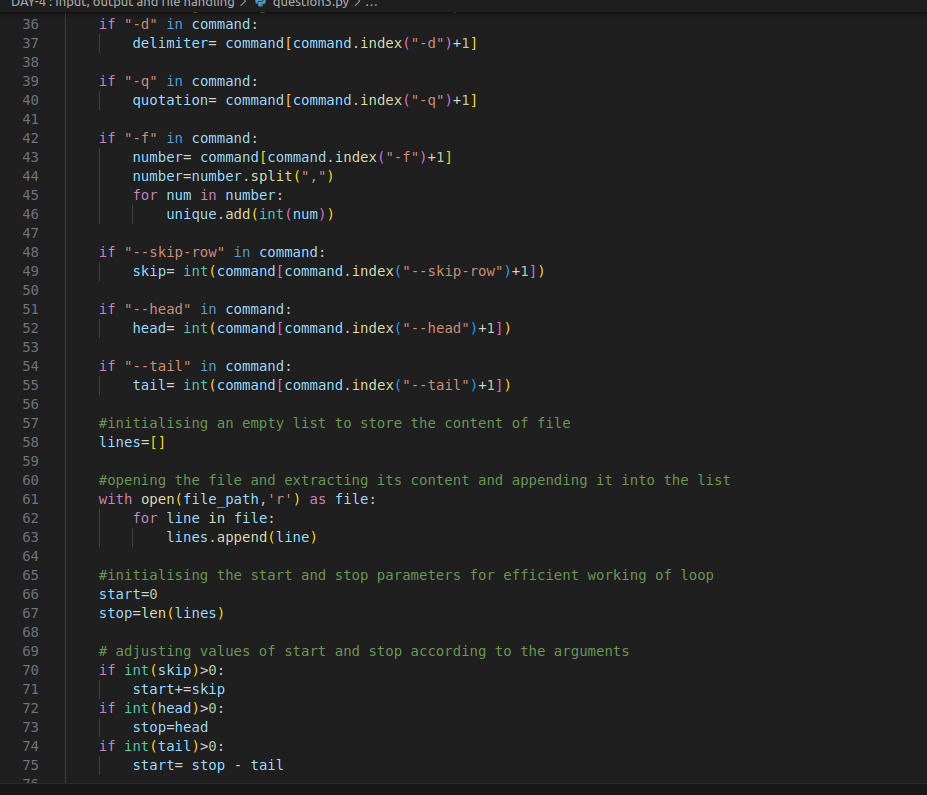 DAY-4 : Input, output and file handling > question3.py > ...
36 if "-d" in command:
37 delimiter= command[command.index("-d")+1]
38
39 if "-q" in command:
40 quotation= command[command.index("-q")+1]
41
42 if "-f" in command:
43 number= command[command.index("-f")+1]
44 number=number.split(",")
45 for num in number:
46 unique.add(int(num))
47
48 if "--skip-row" in command:
49 skip= int(command[command.index("--skip-row")+1])
50
51 if "--head" in command:
52 head= int(command[command.index("--head")+1])
53
54 if "--tail" in command:
55 tail= int(command[command.index("--tail")+1])
56
57 #initialising an empty list to store the content of file
58 lines=[]
59
60 #opening the file and extracting its content and appending it into the list
61 with open(file_path,'r') as file:
62 for line in file:
63 lines.append(line)
64
65 #initialising the start and stop parameters for efficient working of loop
66 start=0
67 stop=len(lines)
68
69 # adjusting values of start and stop according to the arguments
70 if int(skip)>0:
71 start+=skip
72 if int(head)>0:
73 stop=head
74 if int(tail)>0:
75 start= stop - tail
76